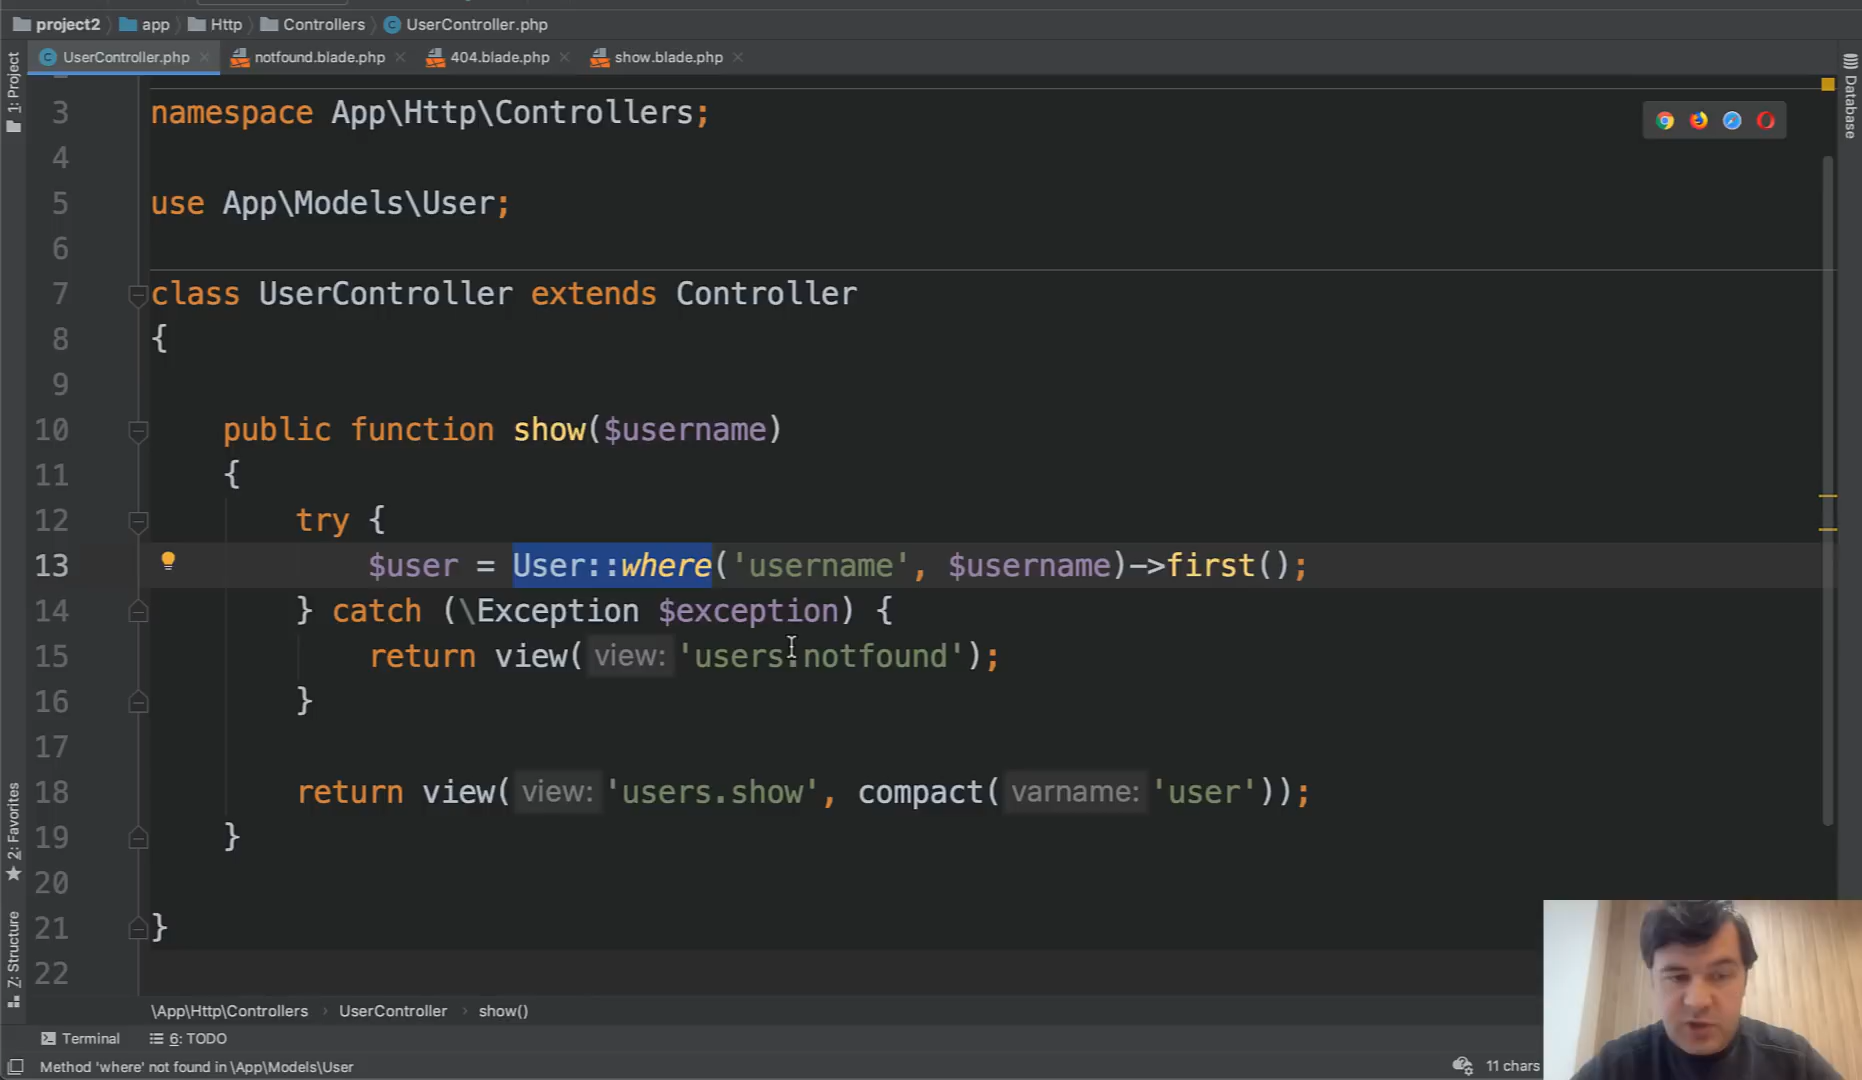 project2 app Http Controllers UserController.php
UserController.php notfound.blade.php 404.blade.php show.blade.php
1: Project
Database
3 namespace App\Http\Controllers;
4
5 use App\Models\User;
6
7 class UserController extends Controller
8 {
9
10 public function show($username)
11 {
12 try {
13 $user = User::where('username', $username)->first();
14 } catch (\Exception $exception) {
15 return view( view: 'users.notfound');
16 }
17
18 return view( view: 'users.show', compact( varname: 'user'));
19 }
20
21 }
22
2: Favorites
Z: Structure
\App\Http\Controllers › UserController › show()
Terminal 6: TODO
Method 'where' not found in \App\Models\User 11 chars